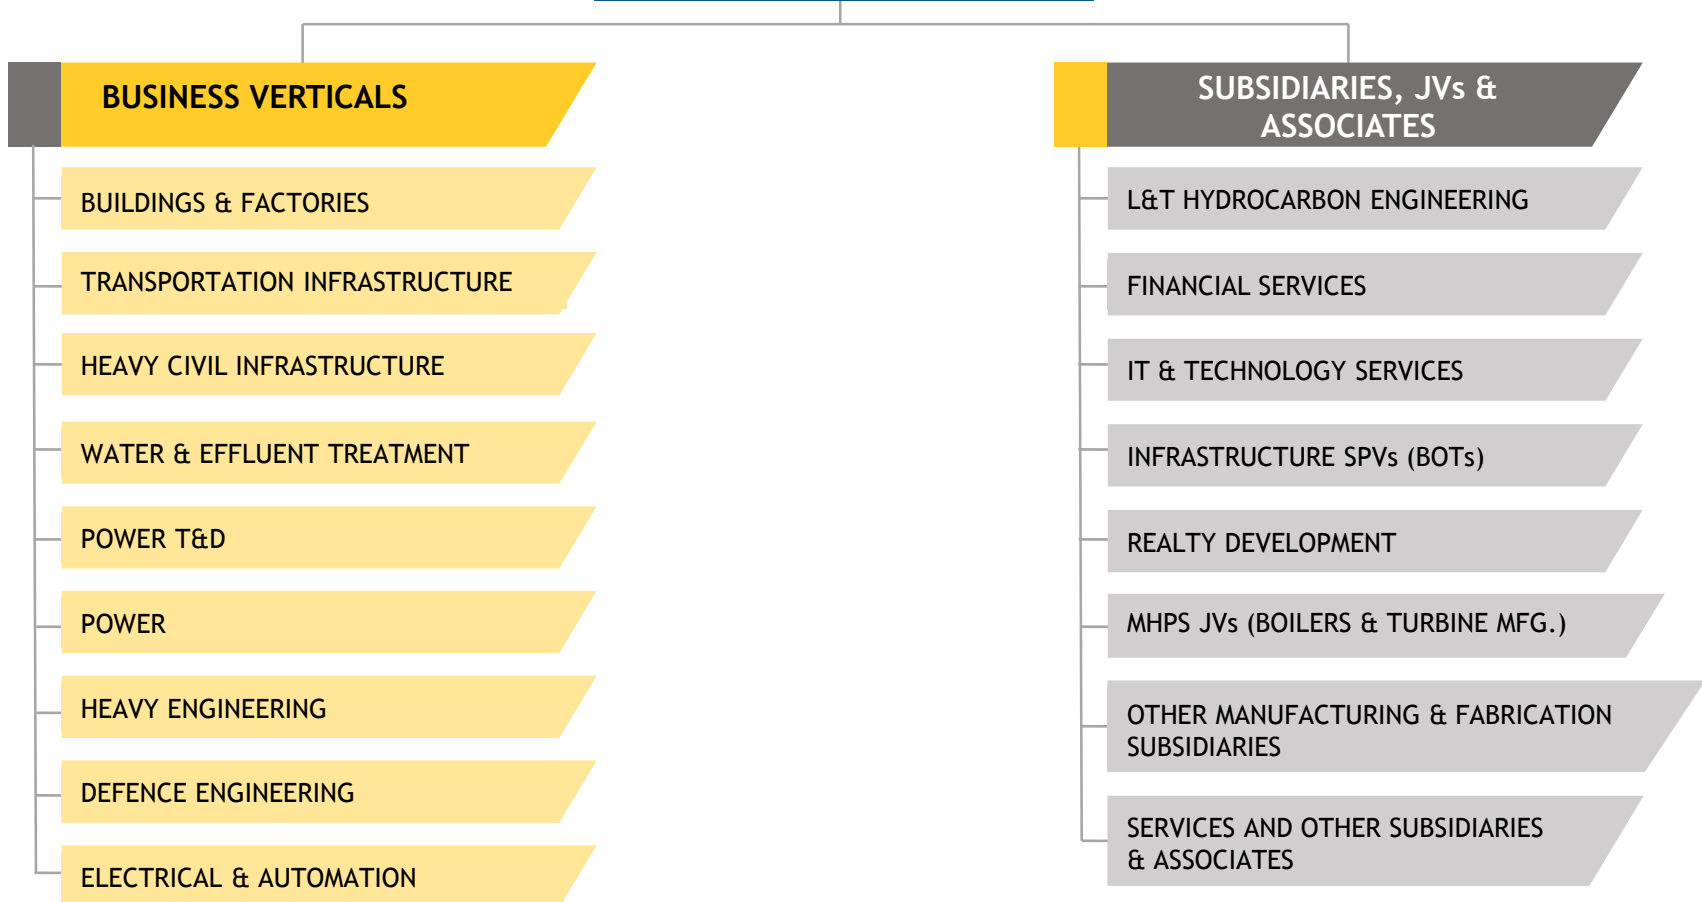 BUSINESS VERTICALS
BUILDINGS & FACTORIES
TRANSPORTATION INFRASTRUCTURE
HEAVY CIVIL INFRASTRUCTURE
WATER & EFFLUENT TREATMENT
POWER T&D
POWER
HEAVY ENGINEERING
DEFENCE ENGINEERING
ELECTRICAL & AUTOMATION
SUBSIDIARIES, JVs &
ASSOCIATES
L&T HYDROCARBON ENGINEERING
FINANCIAL SERVICES
IT & TECHNOLOGY SERVICES
INFRASTRUCTURE SPVs (BOTs)
REALTY DEVELOPMENT
MHPS JVs (BOILERS & TURBINE MFG.)
OTHER MANUFACTURING & FABRICATION
SUBSIDIARIES
SERVICES AND OTHER SUBSIDIARIES
& ASSOCIATES